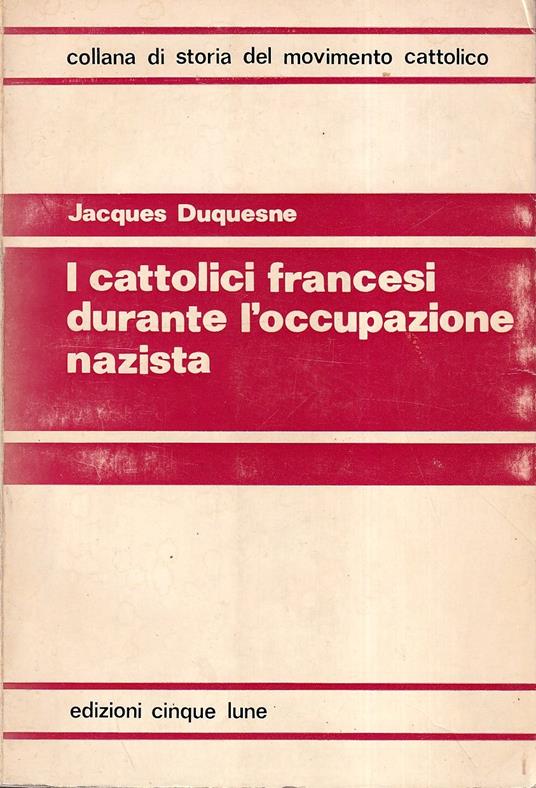 collana di storia del movimento cattolico
Jacques Duquesne
I cattolici francesi
durante l'occupazione
nazista
edizioni cinque lune